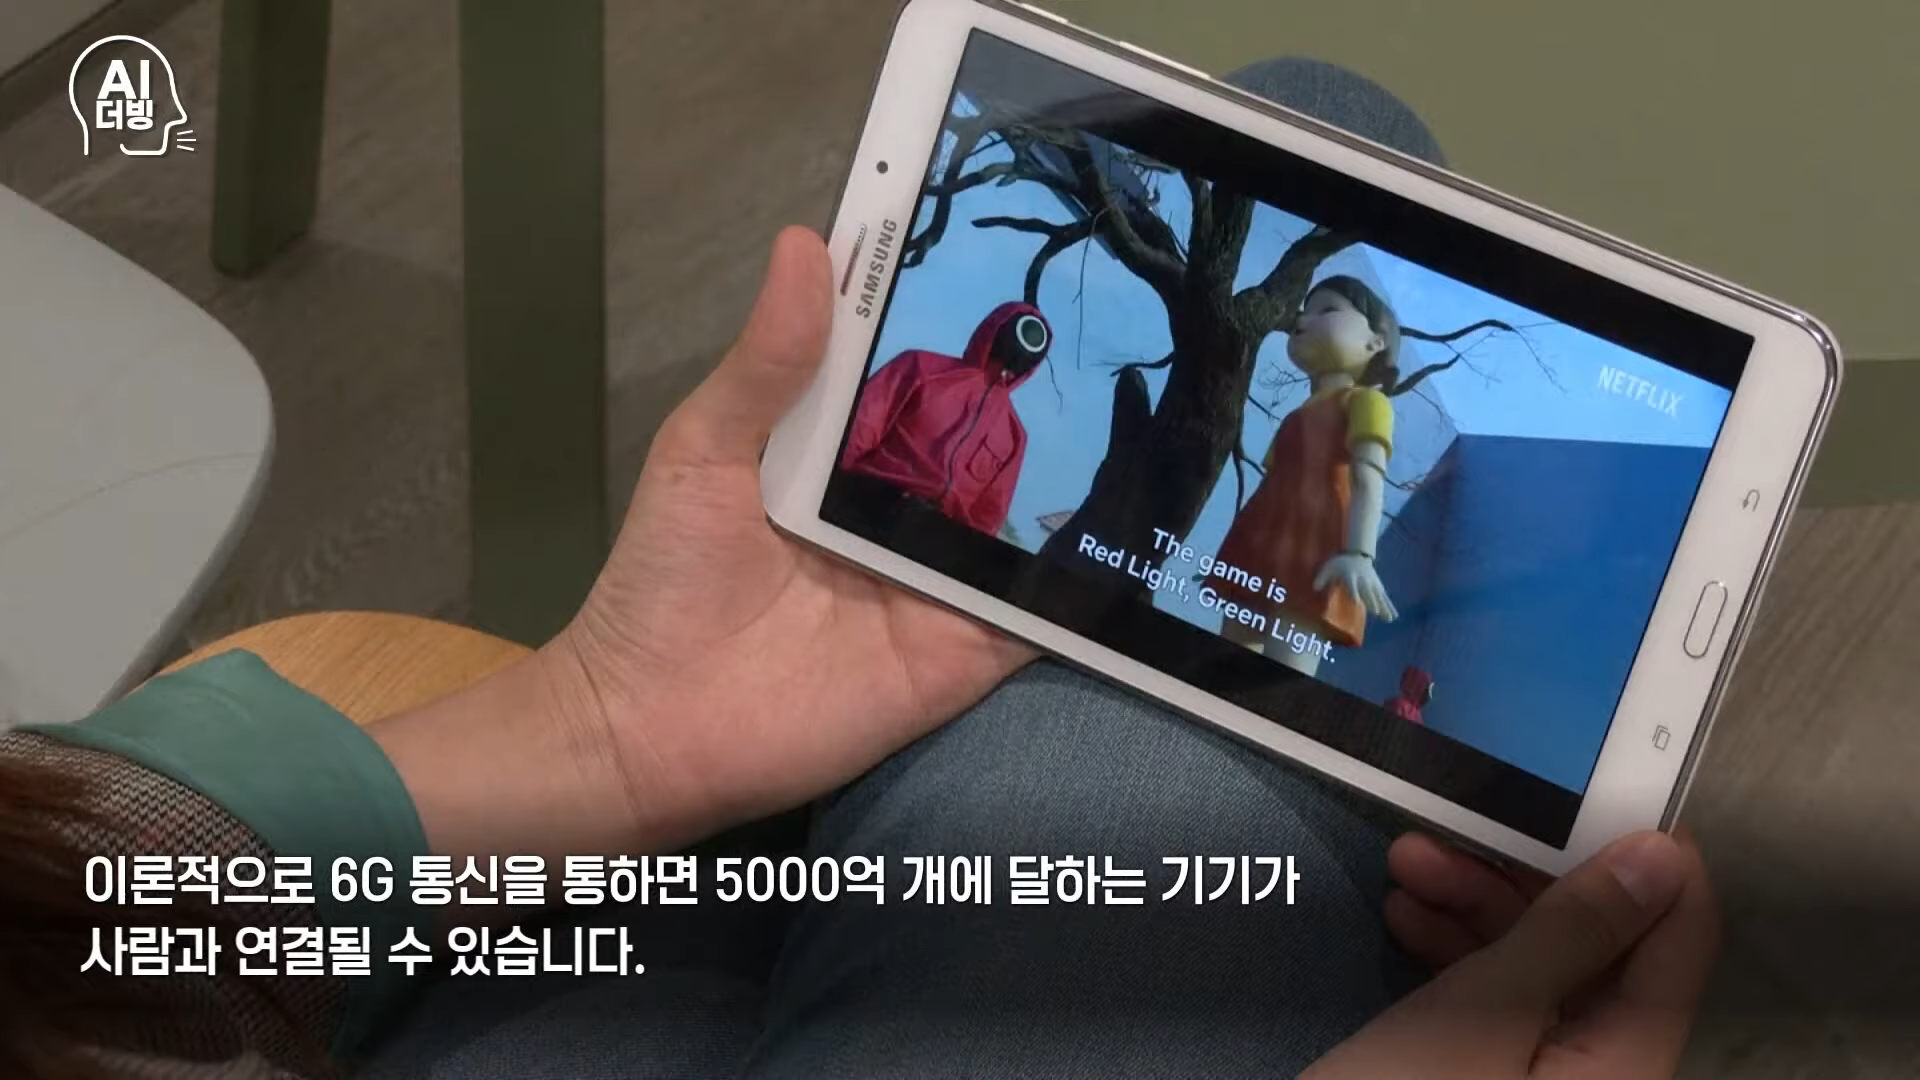 AI
더빙
SAMSUNG
NETFLIX
The game is
Red Light, Green Light.
이론적으로 6G 통신을 통하면 5000억 개에 달하는 기기가
사람과 연결될 수 있습니다.